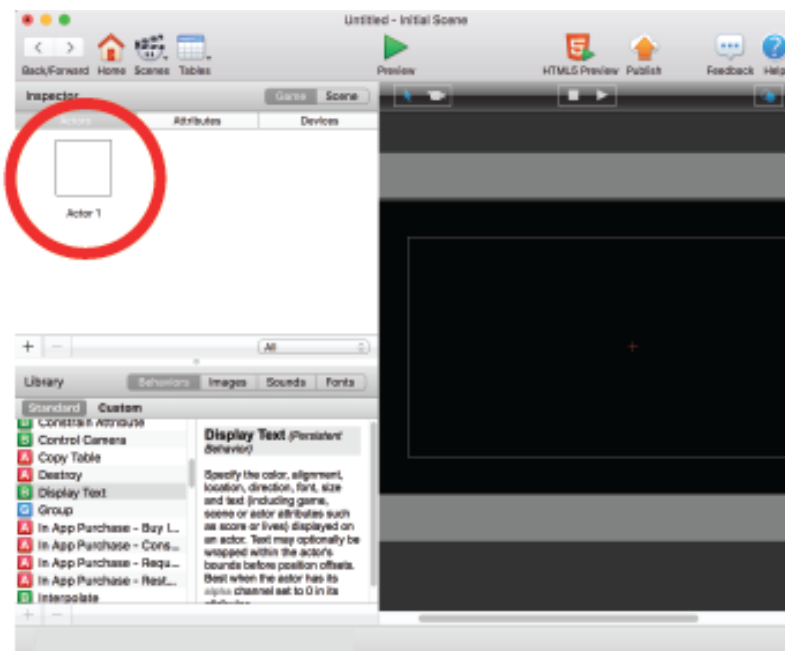 Untitled - Initial Scene
Back/Forward Home Scenes Tables Preview HTML5 Preview Publish Feedback Help
Inspector Game Scene
Actors Attributes Devices
Actor 1
+ − All
Library Behaviors Images Sounds Fonts
Standard Custom
Constrain Attribute
Control Camera
Copy Table
Destroy
Display Text
Group
In App Purchase - Buy I...
In App Purchase - Cons...
In App Purchase - Requ...
In App Purchase - Rest...
Interpolate
Display Text (Persistent
Behavior)
Specify the color, alignment,
location, direction, font, size
and text (including game,
scene or actor attributes such
as score or lives) displayed on
an actor. Text may optionally be
wrapped within the actor's
bounds before position offsets.
Best when the actor has its
alpha channel set to 0 in its